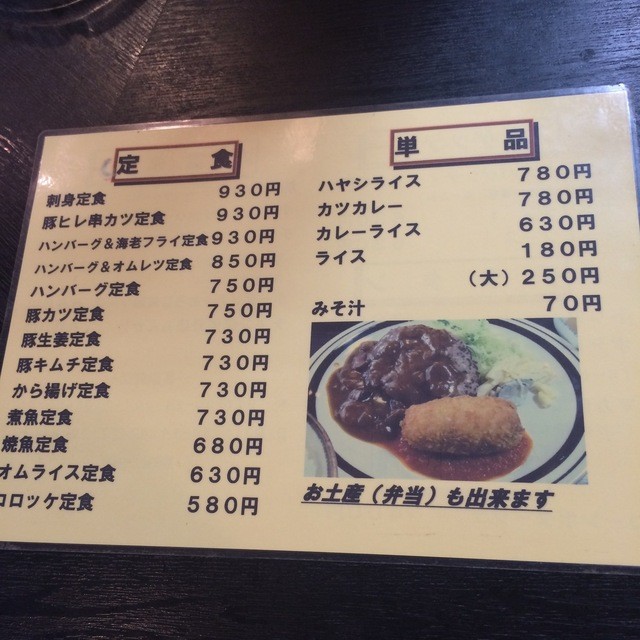 定食
刺身定食 930円
豚ヒレ串カツ定食 930円
ハンバーグ&海老フライ定食 930円
ハンバーグ&オムレツ定食 850円
ハンバーグ定食 750円
豚カツ定食 750円
豚生姜定食 730円
豚キムチ定食 730円
から揚げ定食 730円
煮魚定食 730円
焼魚定食 680円
オムライス定食 630円
コロッケ定食 580円
単品
ハヤシライス 780円
カツカレー 780円
カレーライス 630円
ライス 180円
(大) 250円
みそ汁 70円
お土産(弁当)も出来ます